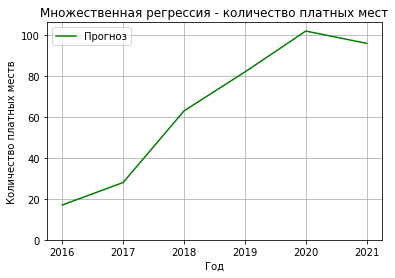 Множественная регрессия - количество платных мест
Прогноз
Количество платных меств
100
80
60
40
20
0
2016 2017 2018 2019 2020 2021
Год